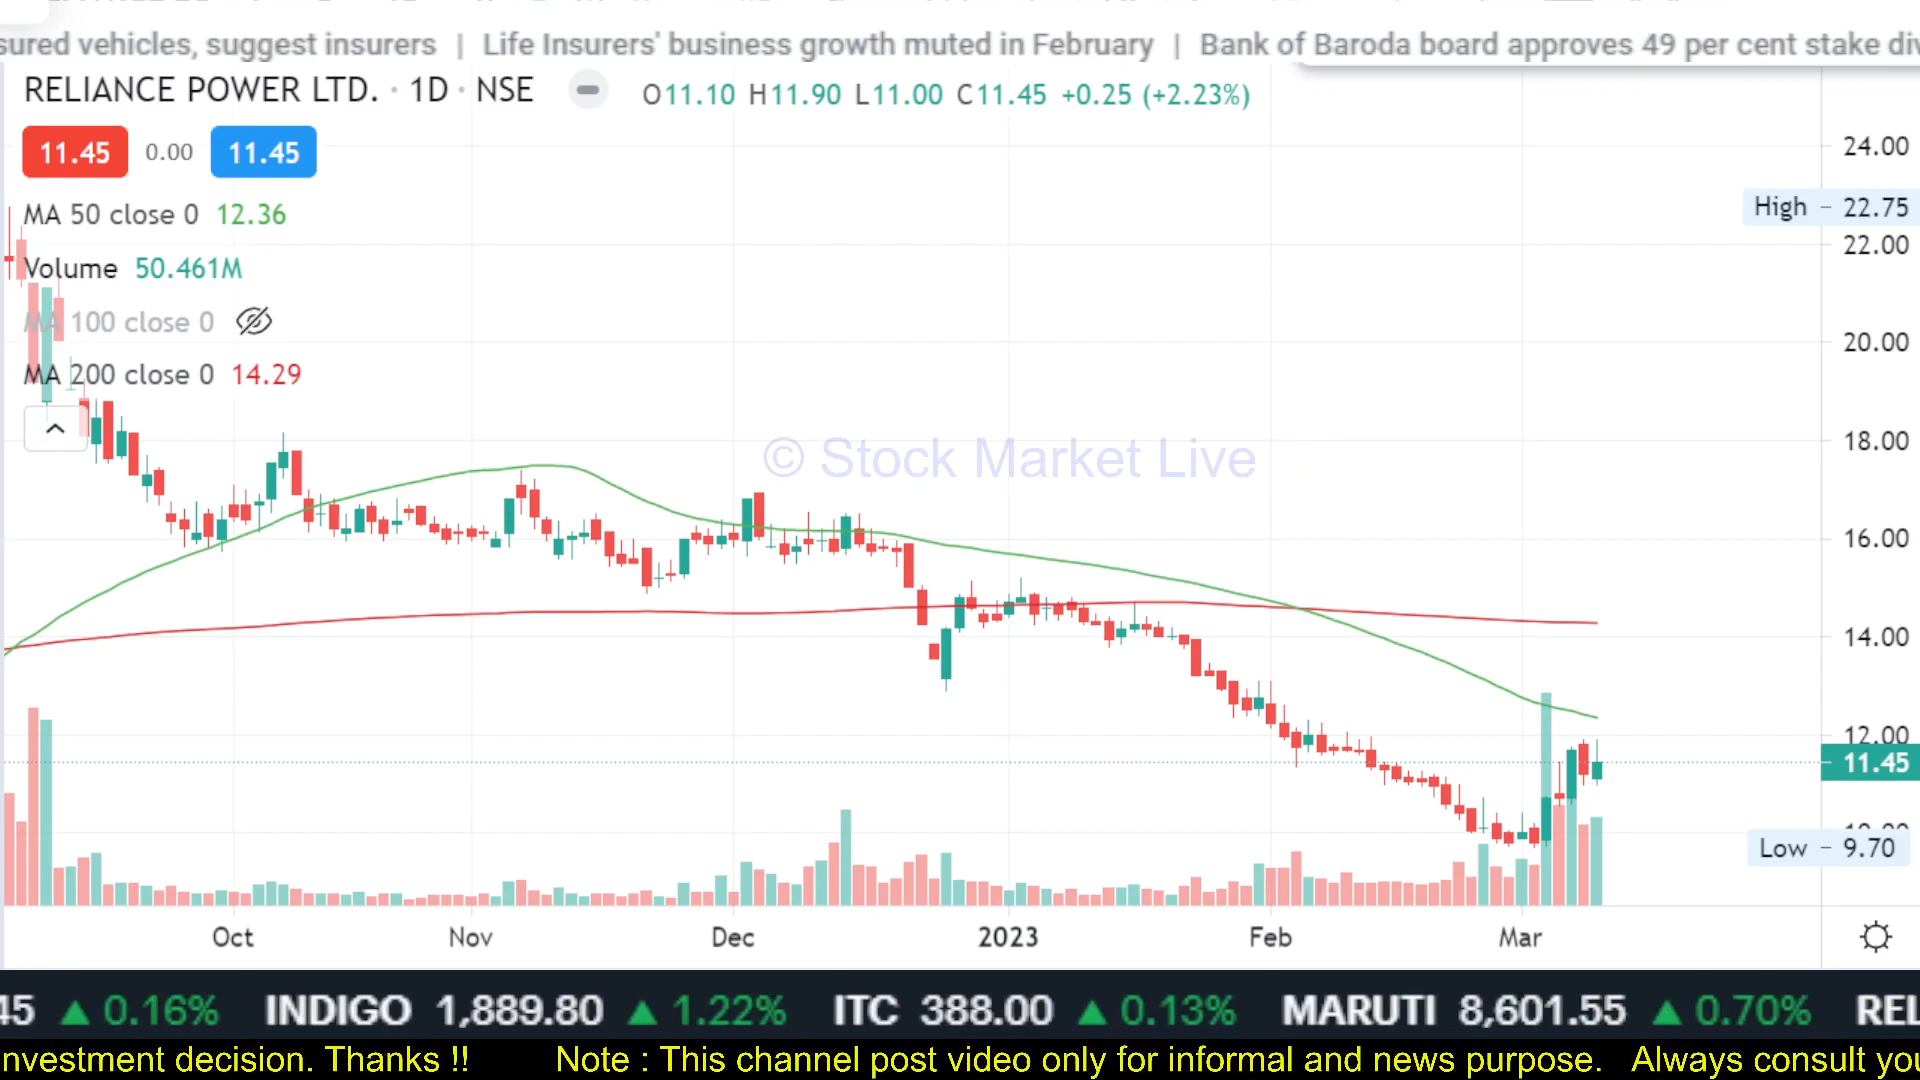 sured vehicles, suggest insurers | Life Insurers' business growth muted in February | Bank of Baroda board approves 49 per cent stake div
RELIANCE POWER LTD. · 1D · NSE O11.10 H11.90 L11.00 C11.45 +0.25 (+2.23%)
11.45 0.00 11.45
MA 50 close 0 12.36
Volume 50.461M
MA 100 close 0
MA 200 close 0 14.29
24.00
High 22.75
22.00
20.00
18.00
© Stock Market Live
16.00
14.00
12.00
11.45
10.00
Low 9.70
Oct Nov Dec 2023 Feb Mar
45 ▲ 0.16% INDIGO 1,889.80 ▲ 1.22% ITC 388.00 ▲ 0.13% MARUTI 8,601.55 ▲ 0.70% REL
nvestment decision. Thanks !! Note : This channel post video only for informal and news purpose. Always consult you